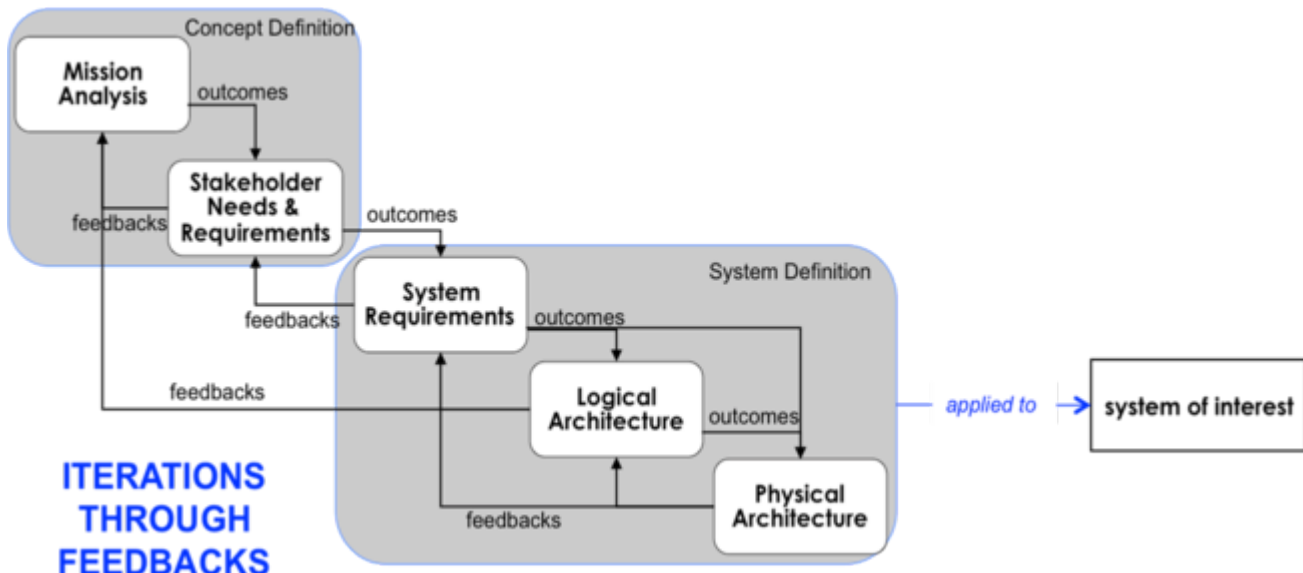 Concept Definition
Mission
Analysis
outcomes
Stakeholder
Needs &
Requirements
feedbacks
outcomes
System Definition
System
Requirements
feedbacks
outcomes
feedbacks
Logical
Architecture
outcomes
applied to
system of interest
Physical
Architecture
feedbacks
ITERATIONS
THROUGH
FEEDBACKS